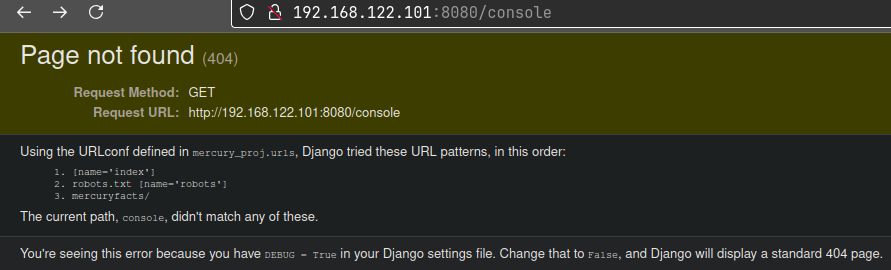 192.168.122.101:8080/console
Page not found (404)
Request Method: GET
Request URL: http://192.168.122.101:8080/console
Using the URLconf defined in mercury_proj.urls, Django tried these URL patterns, in this order:
1. [name='index']
2. robots.txt [name='robots']
3. mercuryfacts/
The current path, console, didn't match any of these.
You're seeing this error because you have DEBUG = True in your Django settings file. Change that to False, and Django will display a standard 404 page.